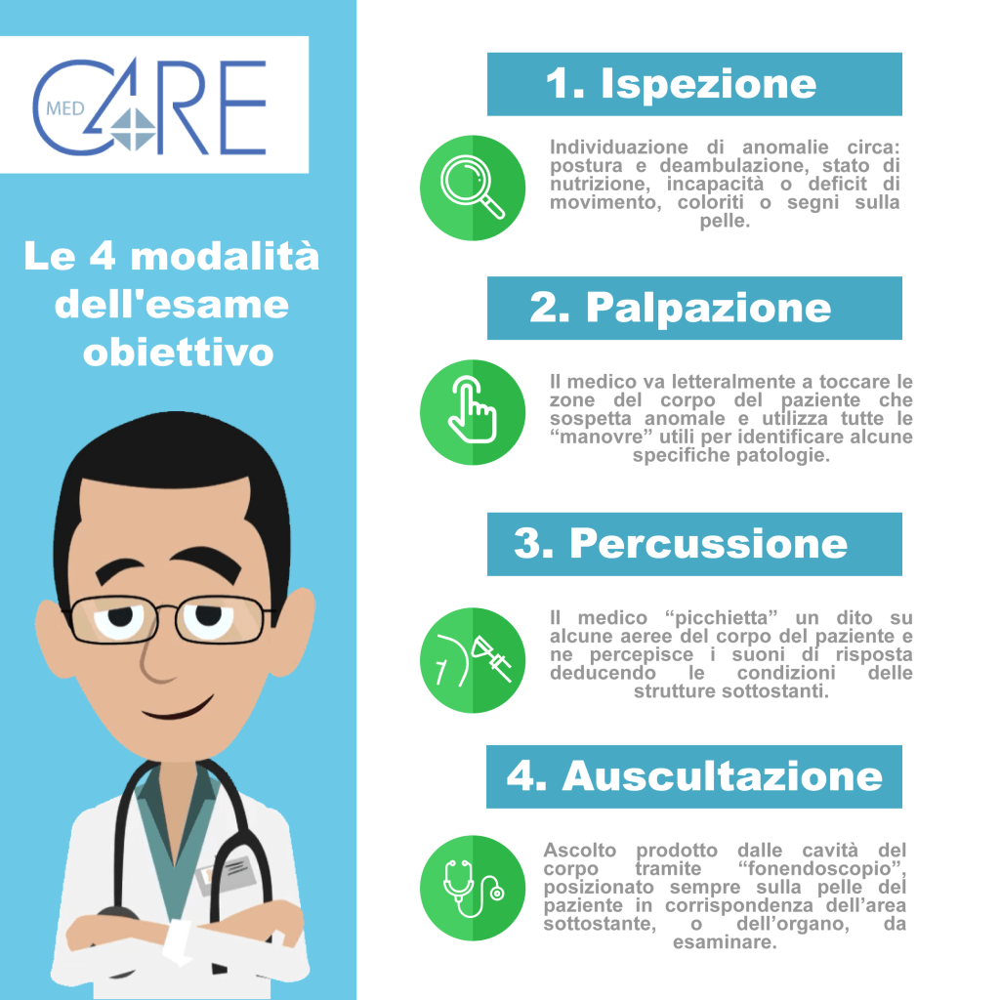 MED CARE
Le 4 modalità
dell'esame
obiettivo
1. Ispezione
Individuazione di anomalie circa:
postura e deambulazione, stato di
nutrizione, incapacità o deficit di
movimento, coloriti o segni sulla
pelle.
2. Palpazione
Il medico va letteralmente a toccare le
zone del corpo del paziente che
sospetta anomale e utilizza tutte le
“manovre” utili per identificare alcune
specifiche patologie.
3. Percussione
Il medico “picchietta” un dito su
alcune aeree del corpo del paziente e
ne percepisce i suoni di risposta
deducendo le condizioni delle
strutture sottostanti.
4. Auscultazione
Ascolto prodotto dalle cavità del
corpo tramite “fonendoscopio”,
posizionato sempre sulla pelle del
paziente in corrispondenza dell’area
sottostante, o dell’organo, da
esaminare.